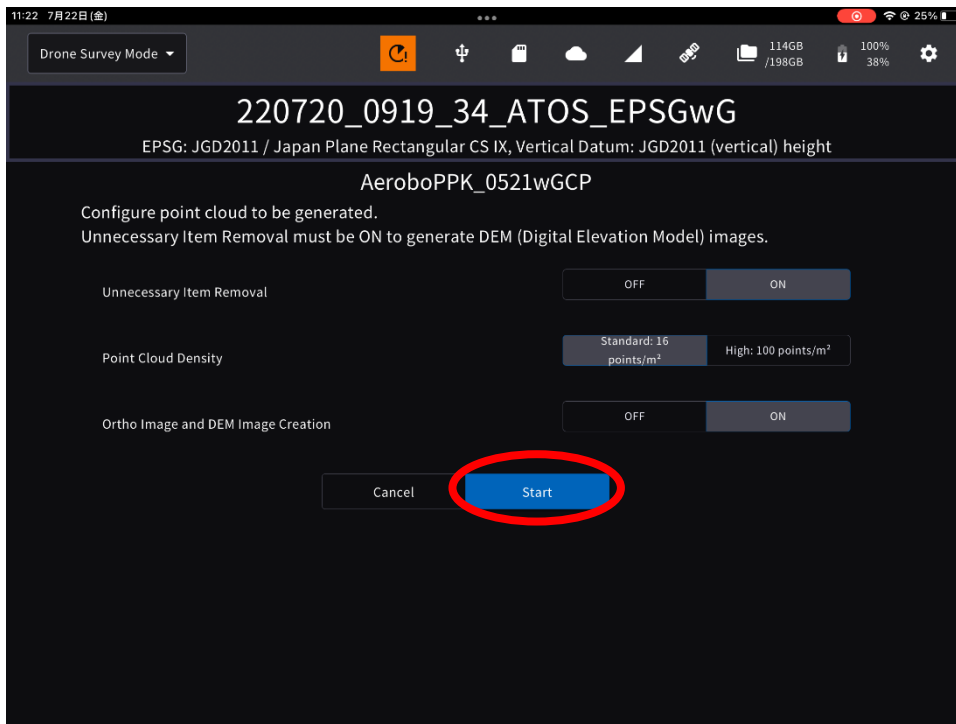 11:22 7月22日(金)
25%
Drone Survey Mode
114GB
/198GB
100%
38%
220720_0919_34_ATOS_EPSGwG
EPSG: JGD2011 / Japan Plane Rectangular CS IX, Vertical Datum: JGD2011 (vertical) height
AeroboPPK_0521wGCP
Configure point cloud to be generated.
Unnecessary Item Removal must be ON to generate DEM (Digital Elevation Model) images.
Unnecessary Item Removal
OFF
ON
Point Cloud Density
Standard: 16
points/m²
High: 100 points/m²
Ortho Image and DEM Image Creation
OFF
ON
Cancel
Start